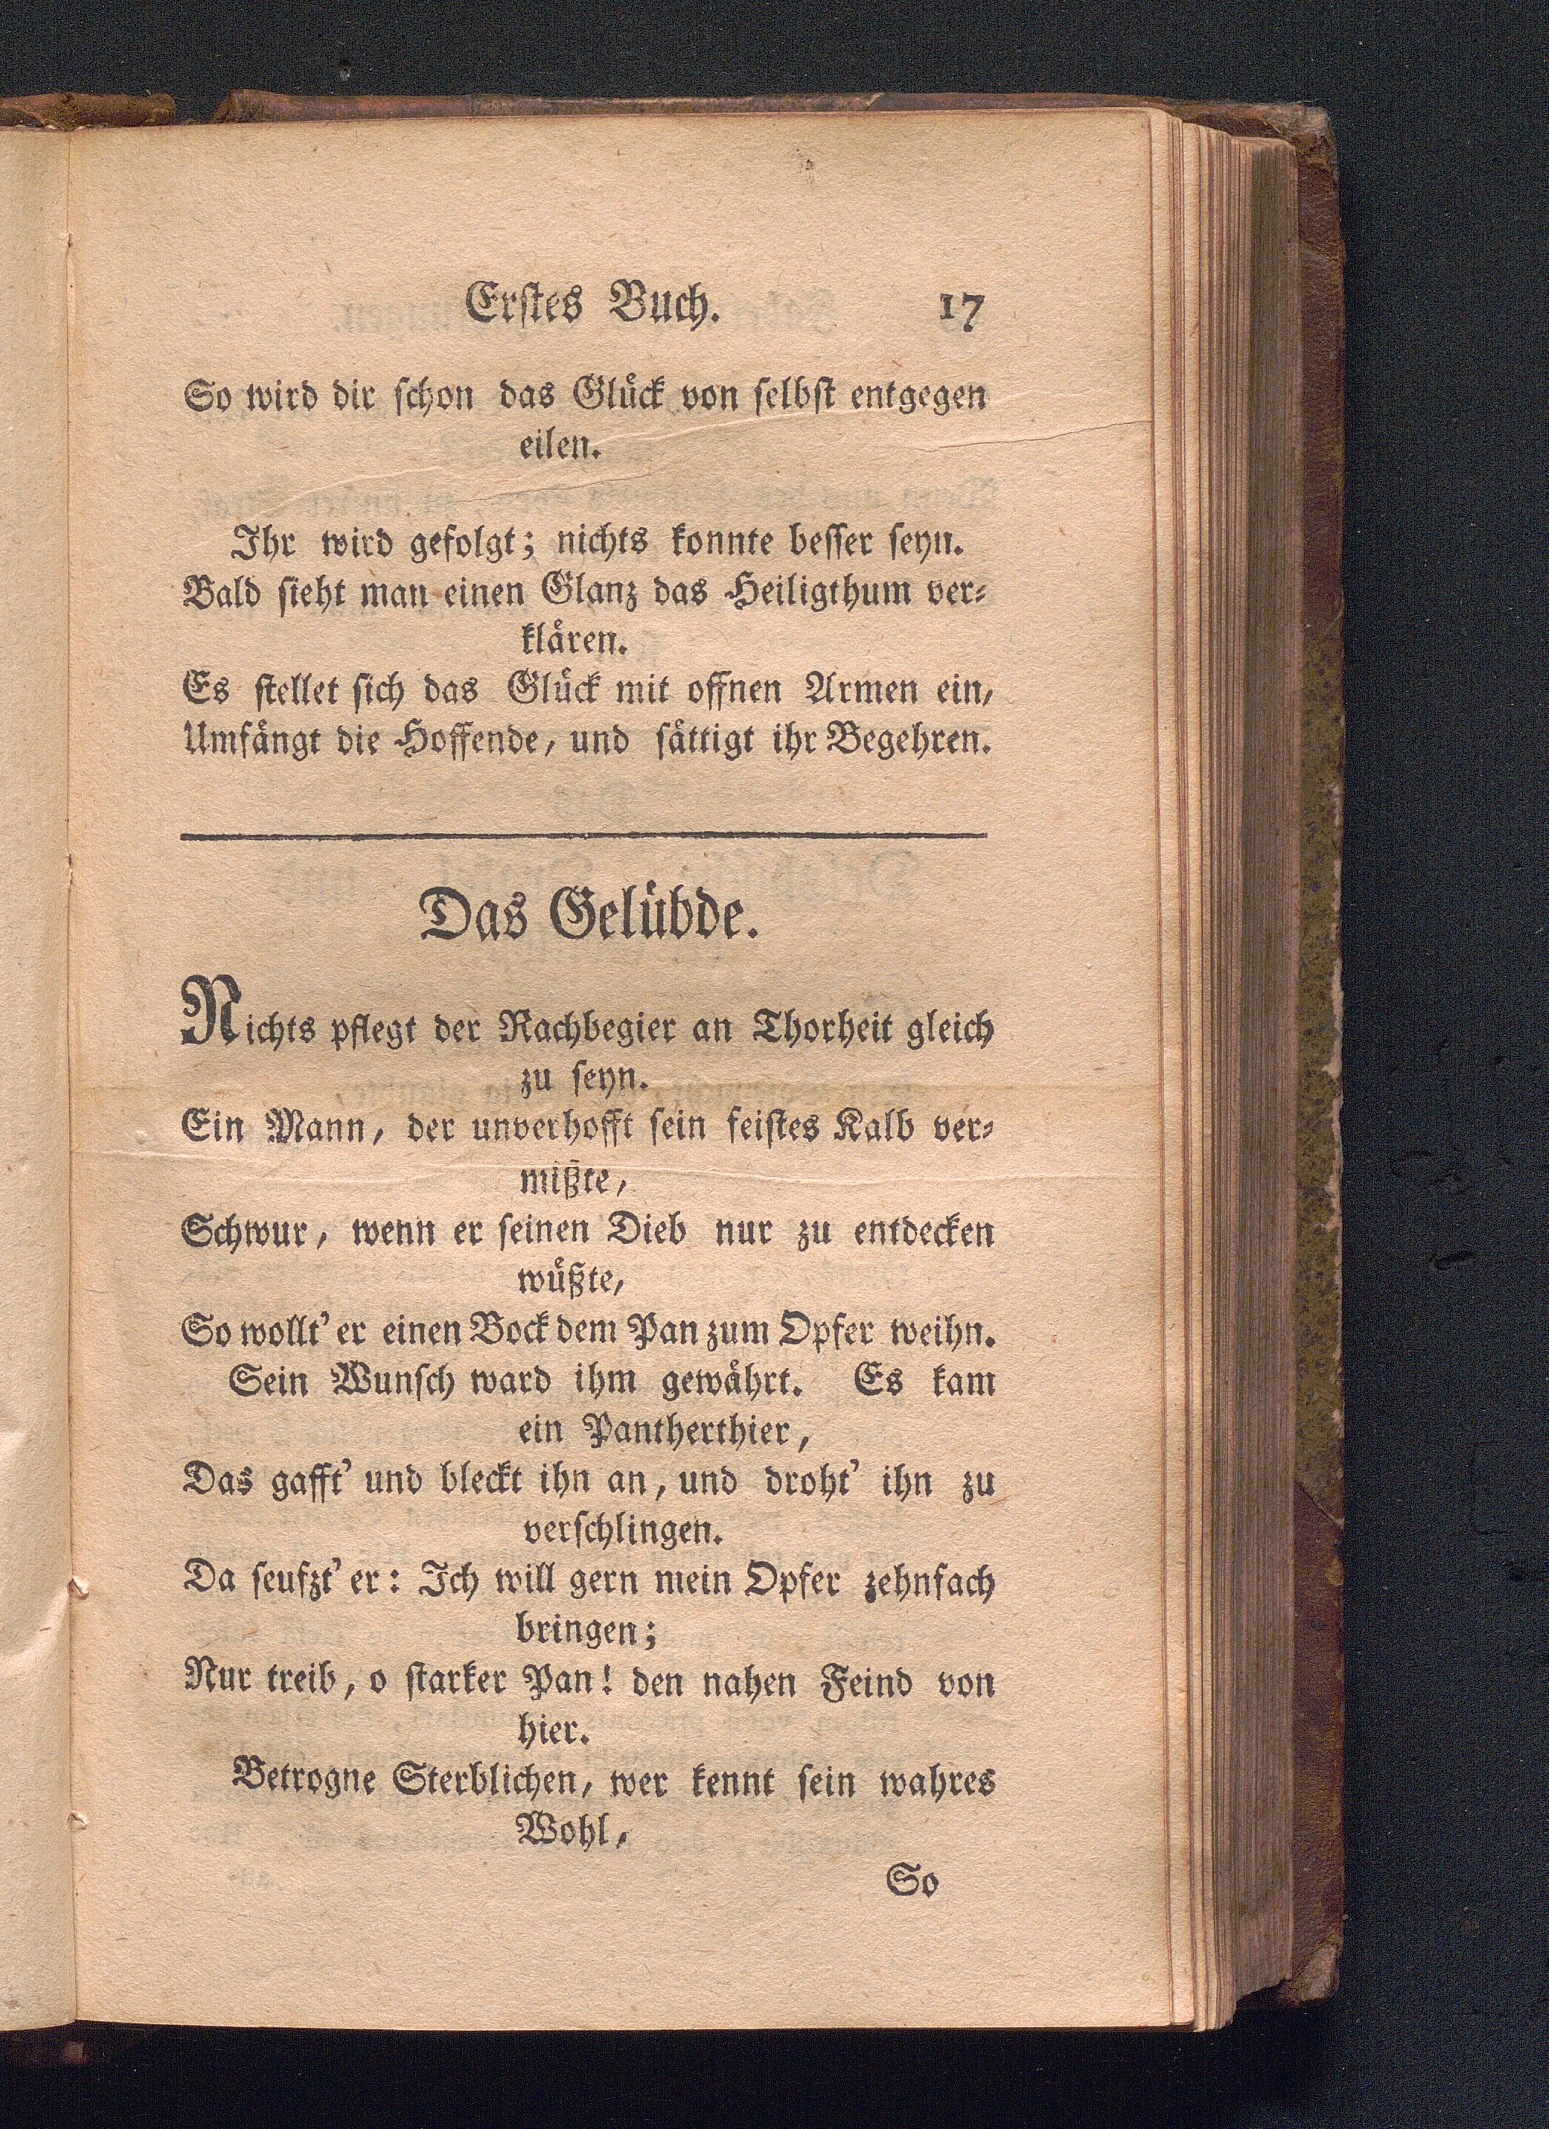 Erstes Buch. 17
So wird dir schon das Glück von selbst entgegen
eilen.
Ihr wird gefolgt; nichts konnte besser seyn.
Bald sieht man einen Glanz das Heiligthum ver-
klären.
Es stellet sich das Glück mit offnen Armen ein,
Umfängt die Hoffende, und sättigt ihr Begehren.
Das Gelübde.
Nichts pflegt der Rachbegier an Thorheit gleich
zu seyn.
Ein Mann, der unverhofft sein feistes Kalb ver-
mißte,
Schwur, wenn er seinen Dieb nur zu entdecken
wüßte,
So wollt' er einen Bock dem Pan zum Opfer weihn.
Sein Wunsch ward ihm gewährt. Es kam
ein Pantherthier,
Das gafft' und bleckt ihn an, und droht' ihn zu
verschlingen.
Da seufzt' er: Ich will gern mein Opfer zehnfach
bringen;
Nur treib, o starker Pan! den nahen Feind von
hier.
Betrogne Sterblichen, wer kennt sein wahres
Wohl,
So